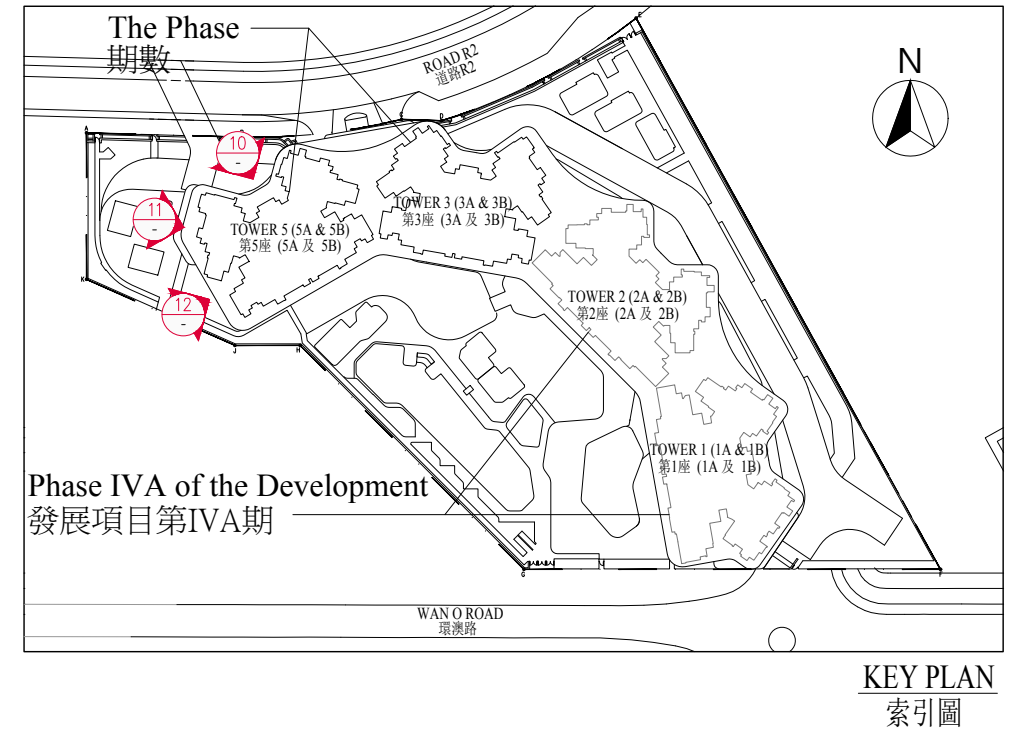 The Phase
期數
ROAD R2
道路R2
N
10
-
11
-
12
-
TOWER 3 (3A & 3B)
第3座 (3A 及 3B)
TOWER 5 (5A & 5B)
第5座 (5A 及 5B)
TOWER 2 (2A & 2B)
第2座 (2A 及 2B)
TOWER 1 (1A & 1B)
第1座 (1A 及 1B)
Phase IVA of the Development
發展項目第IVA期
WAN O ROAD
環澳路
KEY PLAN
索引圖
A
K
J
H
G
F
E
D